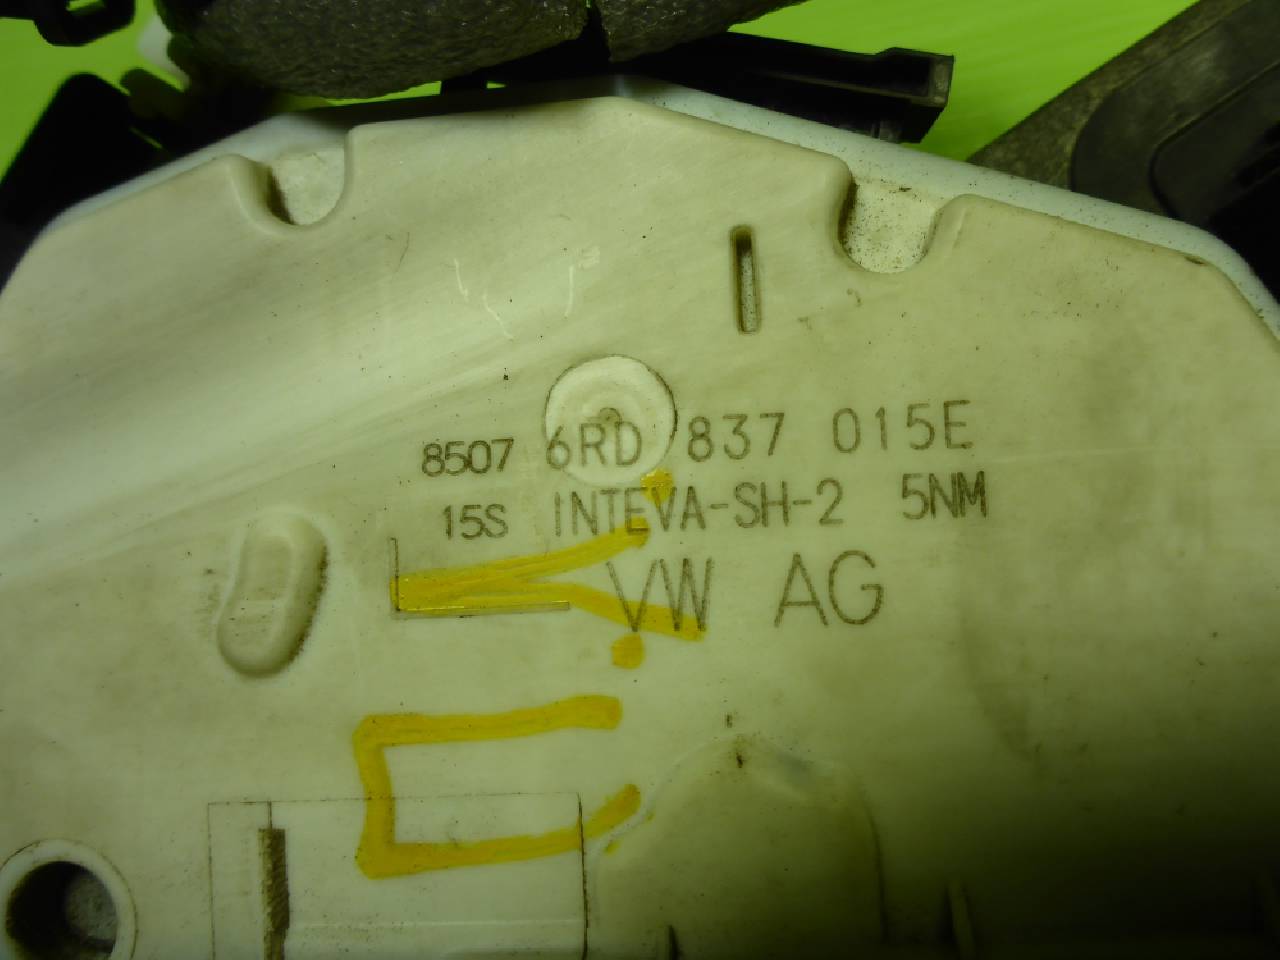 8507 6RD 837 015E
15S INTEVA-SH-2 5NM
VW AG